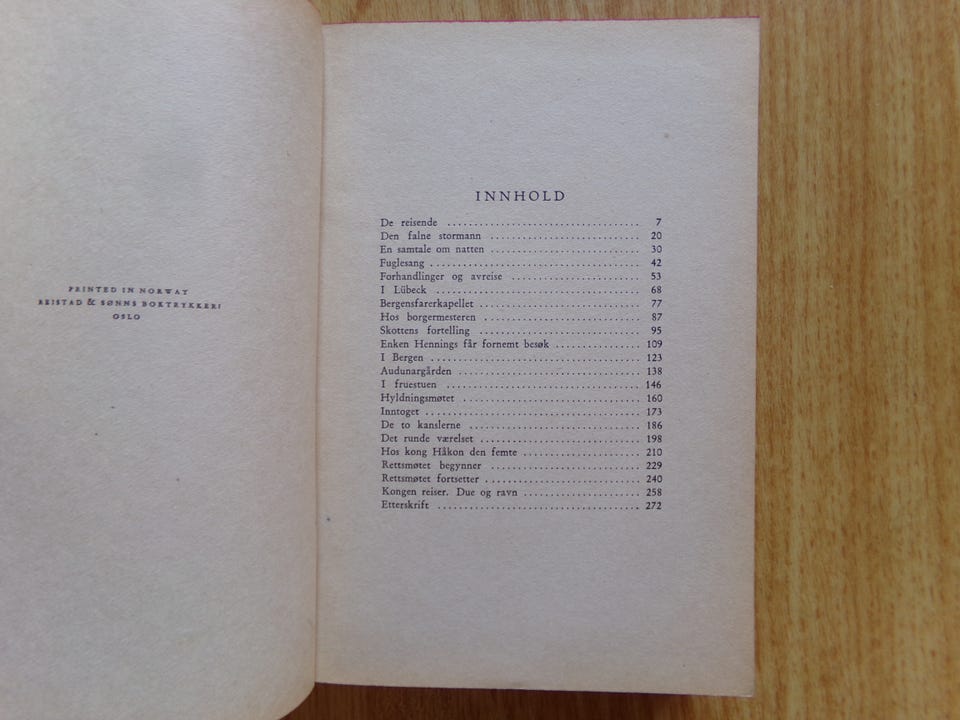 PRINTED IN NORWAY
REISTAD & SØNNS BOKTRYKKERI
OSLO
INNHOLD
De reisende ........ 7
Den falne stormann ........ 20
En samtale om natten ........ 30
Fuglesang ........ 42
Forhandlinger og avreise ........ 53
I Lübeck ........ 68
Bergensfarerkapellet ........ 77
Hos borgermesteren ........ 87
Skottens fortelling ........ 95
Enken Hennings får fornemt besøk ........ 109
I Bergen ........ 123
Audunargården ........ 138
I fruestuen ........ 146
Hyldningsmøtet ........ 160
Inntoget ........ 173
De to kanslerne ........ 186
Det runde værelset ........ 198
Hos kong Håkon den femte ........ 210
Rettsmøtet begynner ........ 229
Rettsmøtet fortsetter ........ 240
Kongen reiser. Due og ravn ........ 258
Etterskrift ........ 272